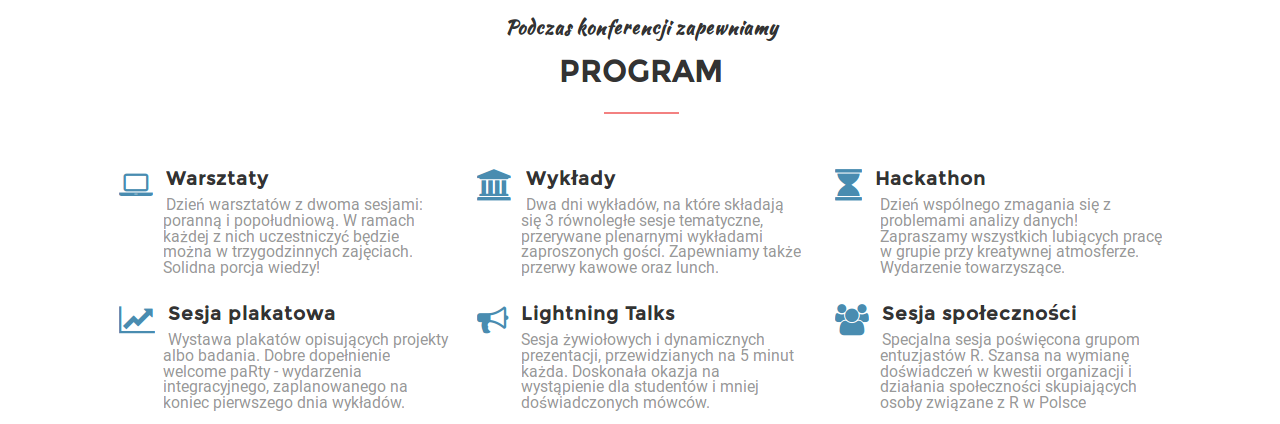 Podczas konferencji zapewniamy
PROGRAM
Warsztaty
Dzień warsztatów z dwoma sesjami:
poranną i popołudniową. W ramach
każdej z nich uczestniczyć będzie
można w trzygodzinnych zajęciach.
Solidna porcja wiedzy!
Wykłady
Dwa dni wykładów, na które składają
się 3 równoległe sesje tematyczne,
przerywane plenarnymi wykładami
zaproszonych gości. Zapewniamy także
przerwy kawowe oraz lunch.
Hackathon
Dzień wspólnego zmagania się z
problemami analizy danych!
Zapraszamy wszystkich lubiących pracę
w grupie przy kreatywnej atmosferze.
Wydarzenie towarzyszące.
Sesja plakatowa
Wystawa plakatów opisujących projekty
albo badania. Dobre dopełnienie
welcome paRty - wydarzenia
integracyjnego, zaplanowanego na
koniec pierwszego dnia wykładów.
Lightning Talks
Sesja żywiołowych i dynamicznych
prezentacji, przewidzianych na 5 minut
każda. Doskonała okazja na
wystąpienie dla studentów i mniej
doświadczonych mówców.
Sesja społeczności
Specjalna sesja poświęcona grupom
entuzjastów R. Szansa na wymianę
doświadczeń w kwestii organizacji i
działania społeczności skupiających
osoby związane z R w Polsce